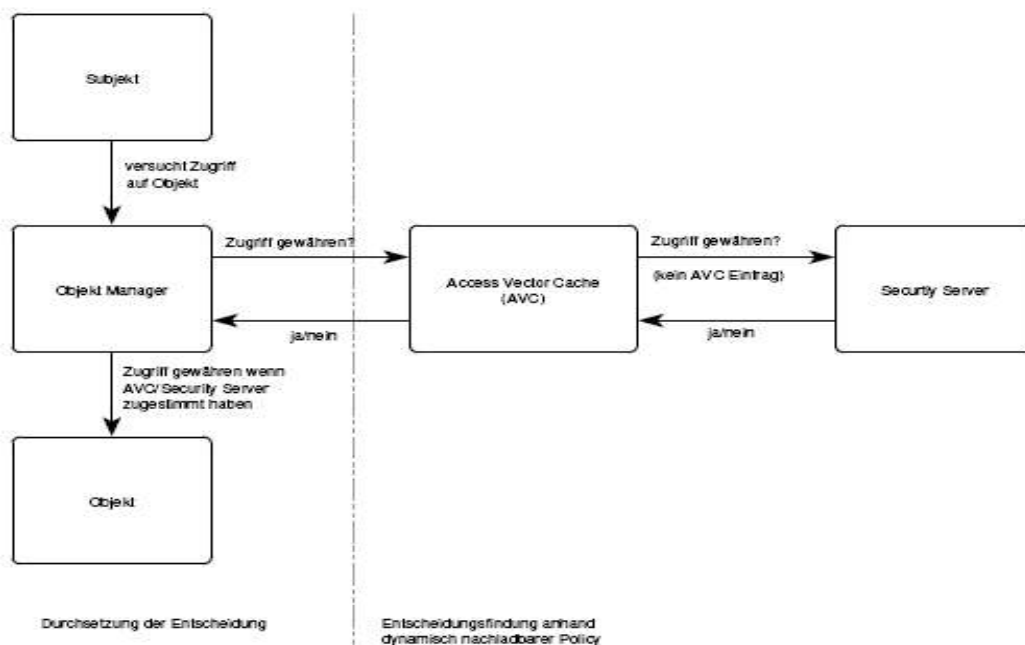 Subjekt
versucht Zugriff
auf Objekt
Objekt Manager
Zugriff gewähren?
ja/nein
Access Vector Cache
(AVC)
Zugriff gewähren?
(kein AVC Eintrag)
ja/nein
Securtiy Server
Zugriff gewähren wenn
AVC/Security Server
zugestimmt haben
Objekt
Durchsetzung der Entscheidung
Entscheidungsfindung anhand
dynamisch nachladbarer Policy